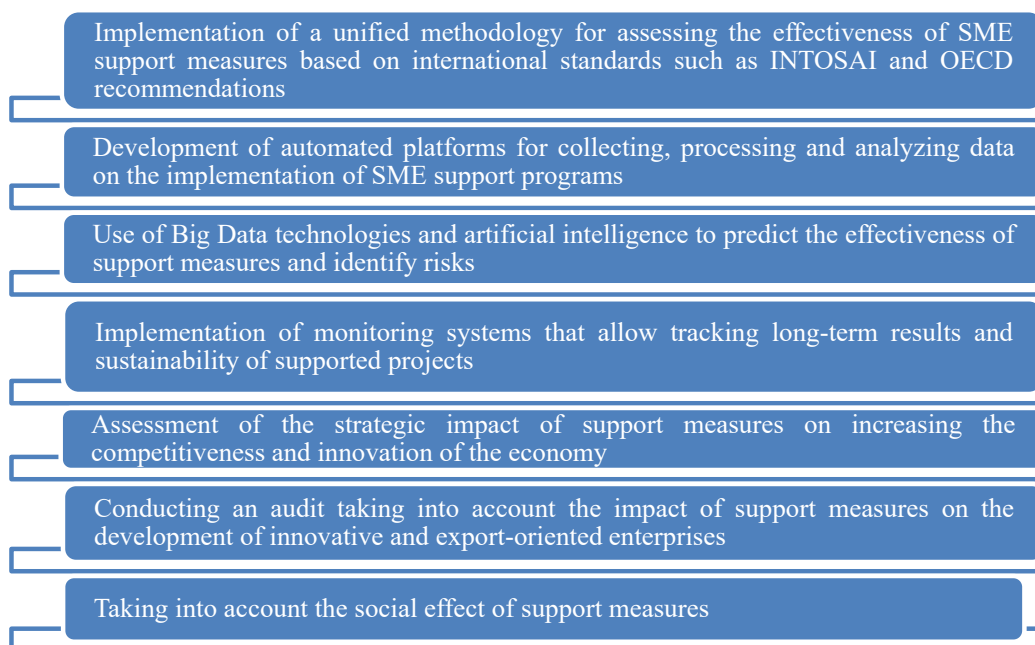 Implementation of a unified methodology for assessing the effectiveness of SME
support measures based on international standards such as INTOSAI and OECD
recommendations
Development of automated platforms for collecting, processing and analyzing data
on the implementation of SME support programs
Use of Big Data technologies and artificial intelligence to predict the effectiveness of
support measures and identify risks
Implementation of monitoring systems that allow tracking long-term results and
sustainability of supported projects
Assessment of the strategic impact of support measures on increasing the
competitiveness and innovation of the economy
Conducting an audit taking into account the impact of support measures on the
development of innovative and export-oriented enterprises
Taking into account the social effect of support measures